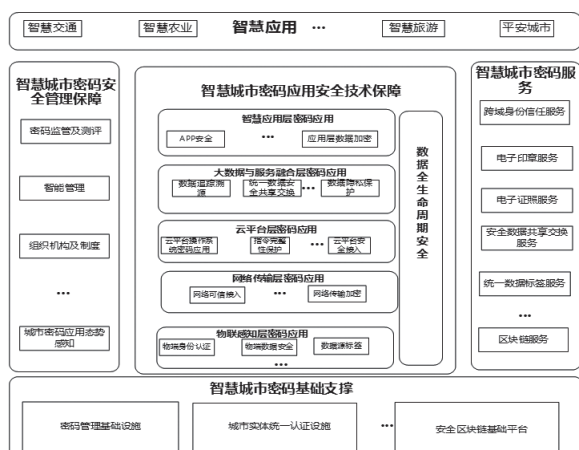 智慧交通
智慧农业
智慧应用
…
智慧旅游
平安城市
智慧城市密码安
全管理保障
密码监管及测评
智能管理
组织机构及制度
…
城市密码应用态势
感知
智慧城市密码应用安全技术保障
智慧应用层密码应用
APP安全
…
应用层数据加密
大数据与服务融合层密码应用
数据追踪溯
源
统一数据安
全共享交换
…
数据隐私保
护
云平台层密码应用
云平台操作系
统密码应用
指令完整
性保护
…
云平台安
全接入
网络传输层密码应用
网络可信接入
…
网络传输加密
物联感知层密码应用
物端身份认证
物端数据安全
数据源标签
…
数据全生命周期安全
智慧城市密码服
务
跨域身份信任服务
电子印章服务
电子证照服务
安全数据共享交换
服务
统一数据标签服务
…
区块链服务
智慧城市密码基础支撑
密码管理基础设施
城市实体统一认证设施
…
安全区块链基础平台